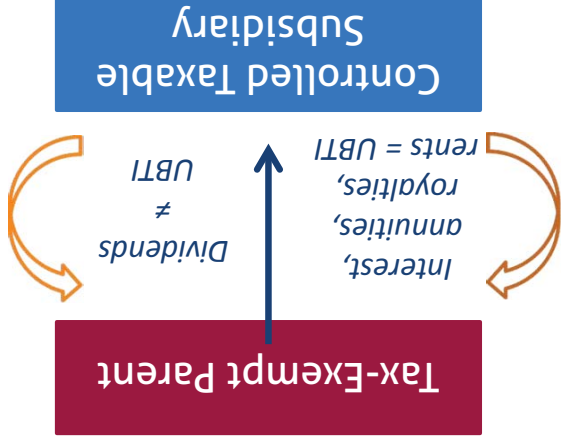 Tax-Exempt Parent
Interest,
annuities,
royalties,
rents = UBTI
Dividends
≠
UBTI
Controlled Taxable
Subsidiary